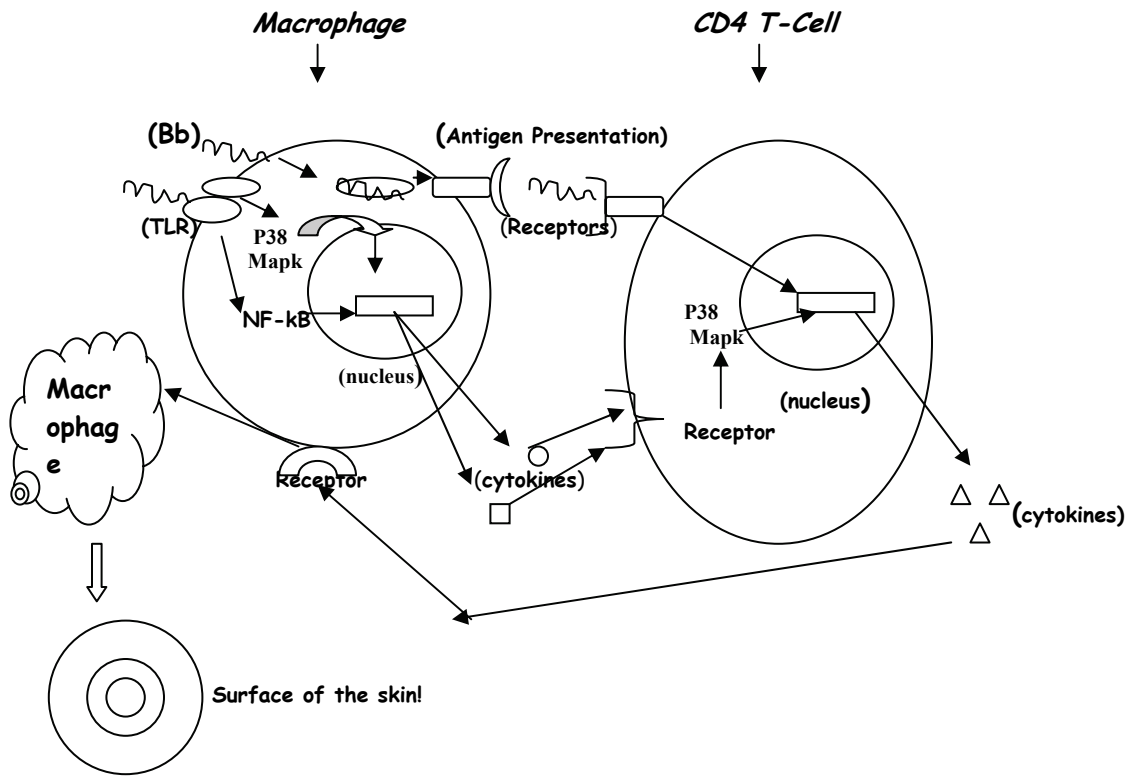 Macrophage
CD4 T-Cell
(Bb)
(Antigen Presentation)
(TLR)
(Receptors)
P38
Mapk
NF-kB
(nucleus)
P38
Mapk
(nucleus)
Receptor
Macr
ophag
e
Receptor
(cytokines)
(cytokines)
Surface of the skin!